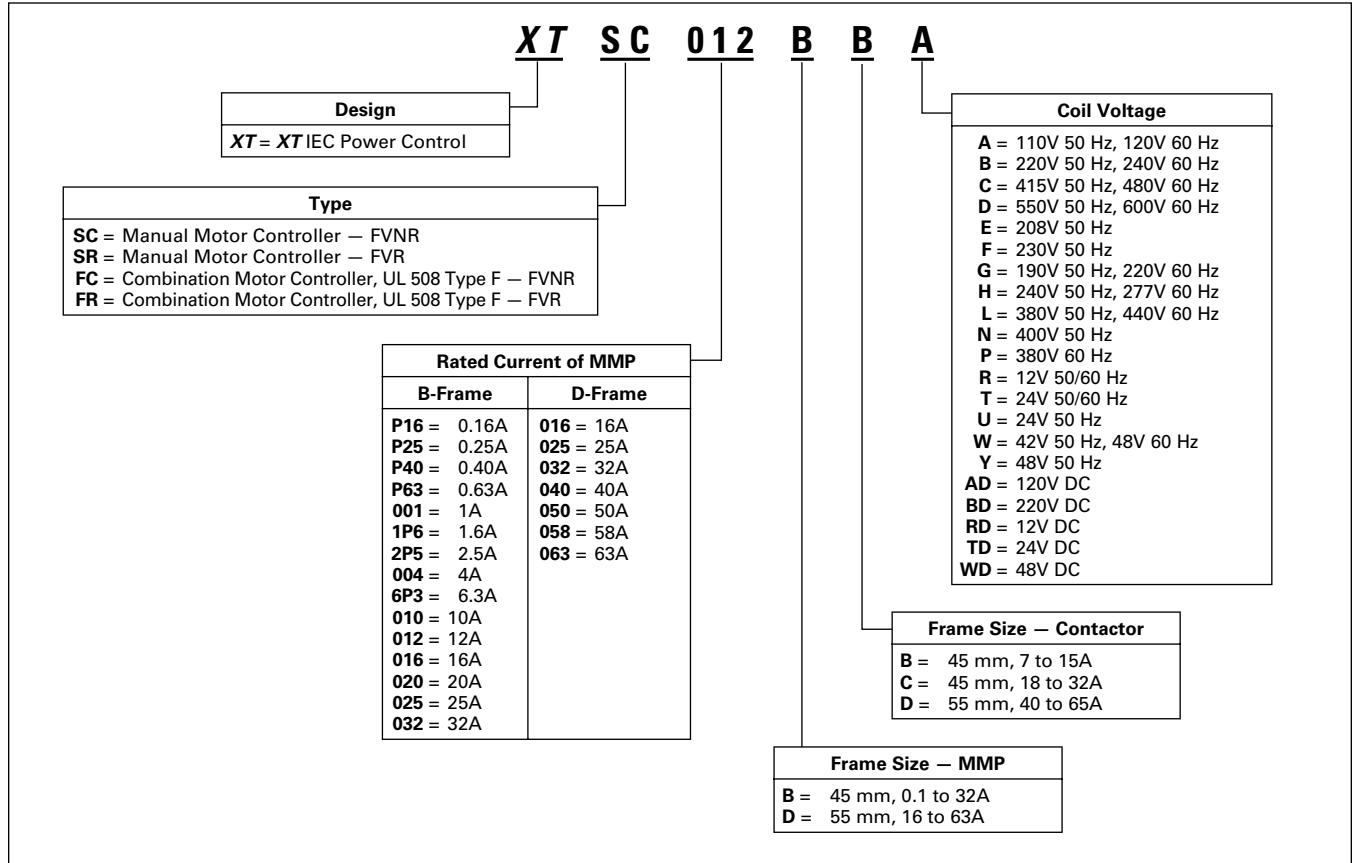 XT SC 012 B B A
Design
XT = XT IEC Power Control
Type
SC = Manual Motor Controller — FVNR
SR = Manual Motor Controller — FVR
FC = Combination Motor Controller, UL 508 Type F — FVNR
FR = Combination Motor Controller, UL 508 Type F — FVR
Rated Current of MMP
B-Frame D-Frame
P16 = 0.16A 016 = 16A
P25 = 0.25A 025 = 25A
P40 = 0.40A 032 = 32A
P63 = 0.63A 040 = 40A
001 = 1A 050 = 50A
1P6 = 1.6A 058 = 58A
2P5 = 2.5A 063 = 63A
004 = 4A
6P3 = 6.3A
010 = 10A
012 = 12A
016 = 16A
020 = 20A
025 = 25A
032 = 32A
Coil Voltage
A = 110V 50 Hz, 120V 60 Hz
B = 220V 50 Hz, 240V 60 Hz
C = 415V 50 Hz, 480V 60 Hz
D = 550V 50 Hz, 600V 60 Hz
E = 208V 50 Hz
F = 230V 50 Hz
G = 190V 50 Hz, 220V 60 Hz
H = 240V 50 Hz, 277V 60 Hz
L = 380V 50 Hz, 440V 60 Hz
N = 400V 50 Hz
P = 380V 60 Hz
R = 12V 50/60 Hz
T = 24V 50/60 Hz
U = 24V 50 Hz
W = 42V 50 Hz, 48V 60 Hz
Y = 48V 50 Hz
AD = 120V DC
BD = 220V DC
RD = 12V DC
TD = 24V DC
WD = 48V DC
Frame Size — Contactor
B = 45 mm, 7 to 15A
C = 45 mm, 18 to 32A
D = 55 mm, 40 to 65A
Frame Size — MMP
B = 45 mm, 0.1 to 32A
D = 55 mm, 16 to 63A